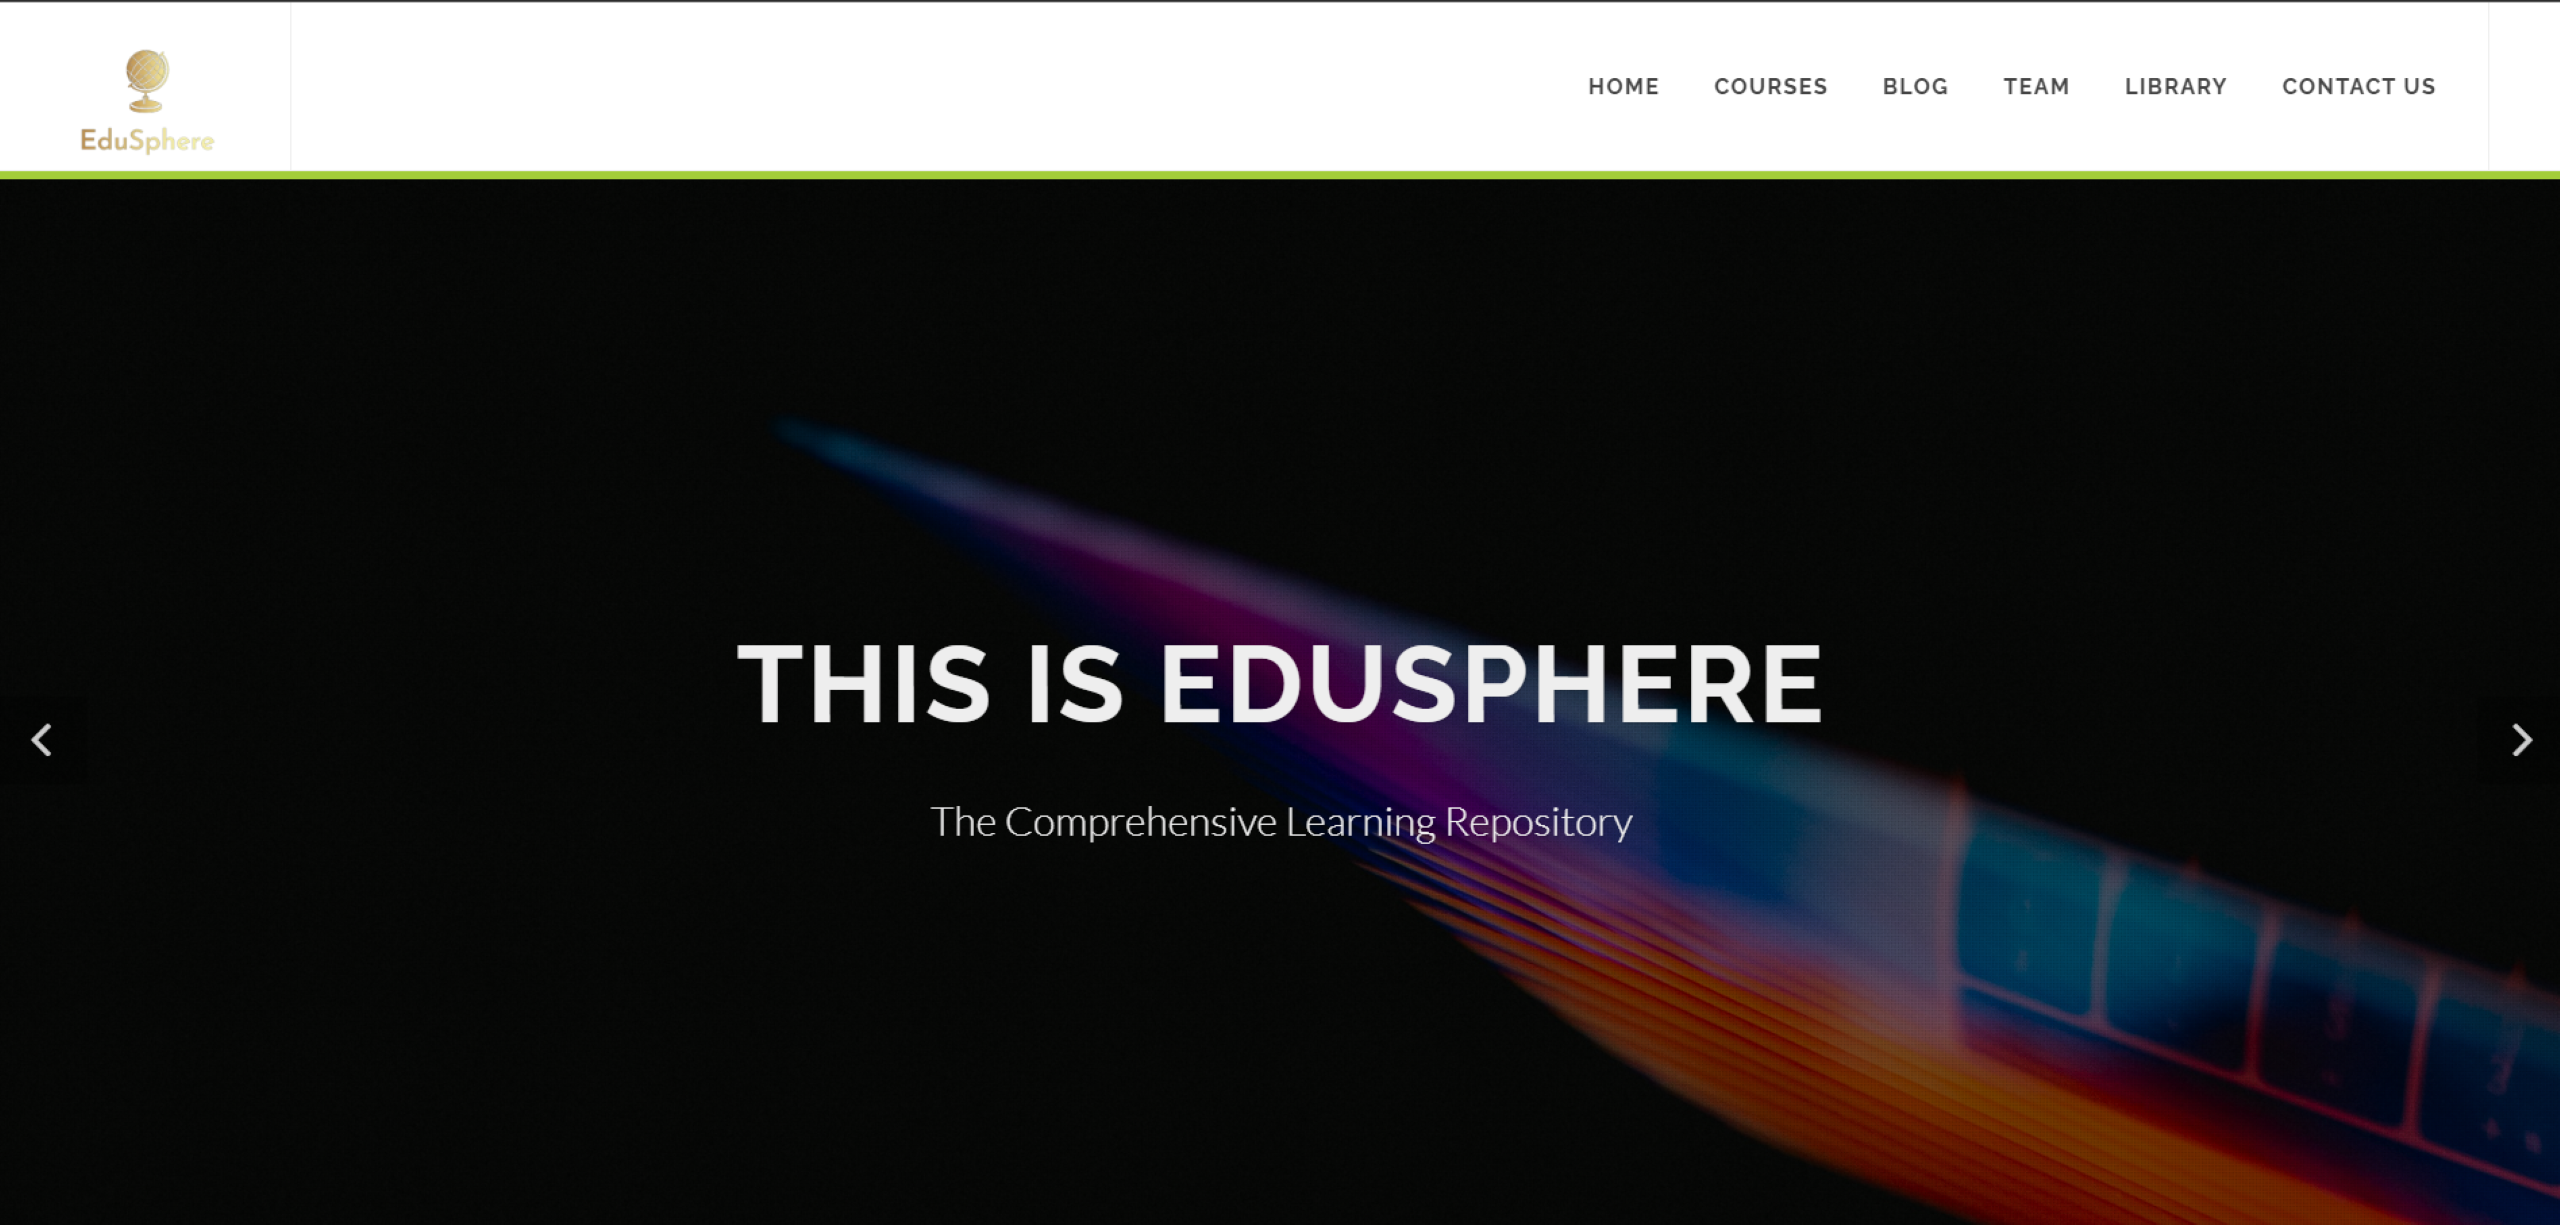 EduSphere
HOME COURSES BLOG TEAM LIBRARY CONTACT US
THIS IS EDUSPHERE
The Comprehensive Learning Repository